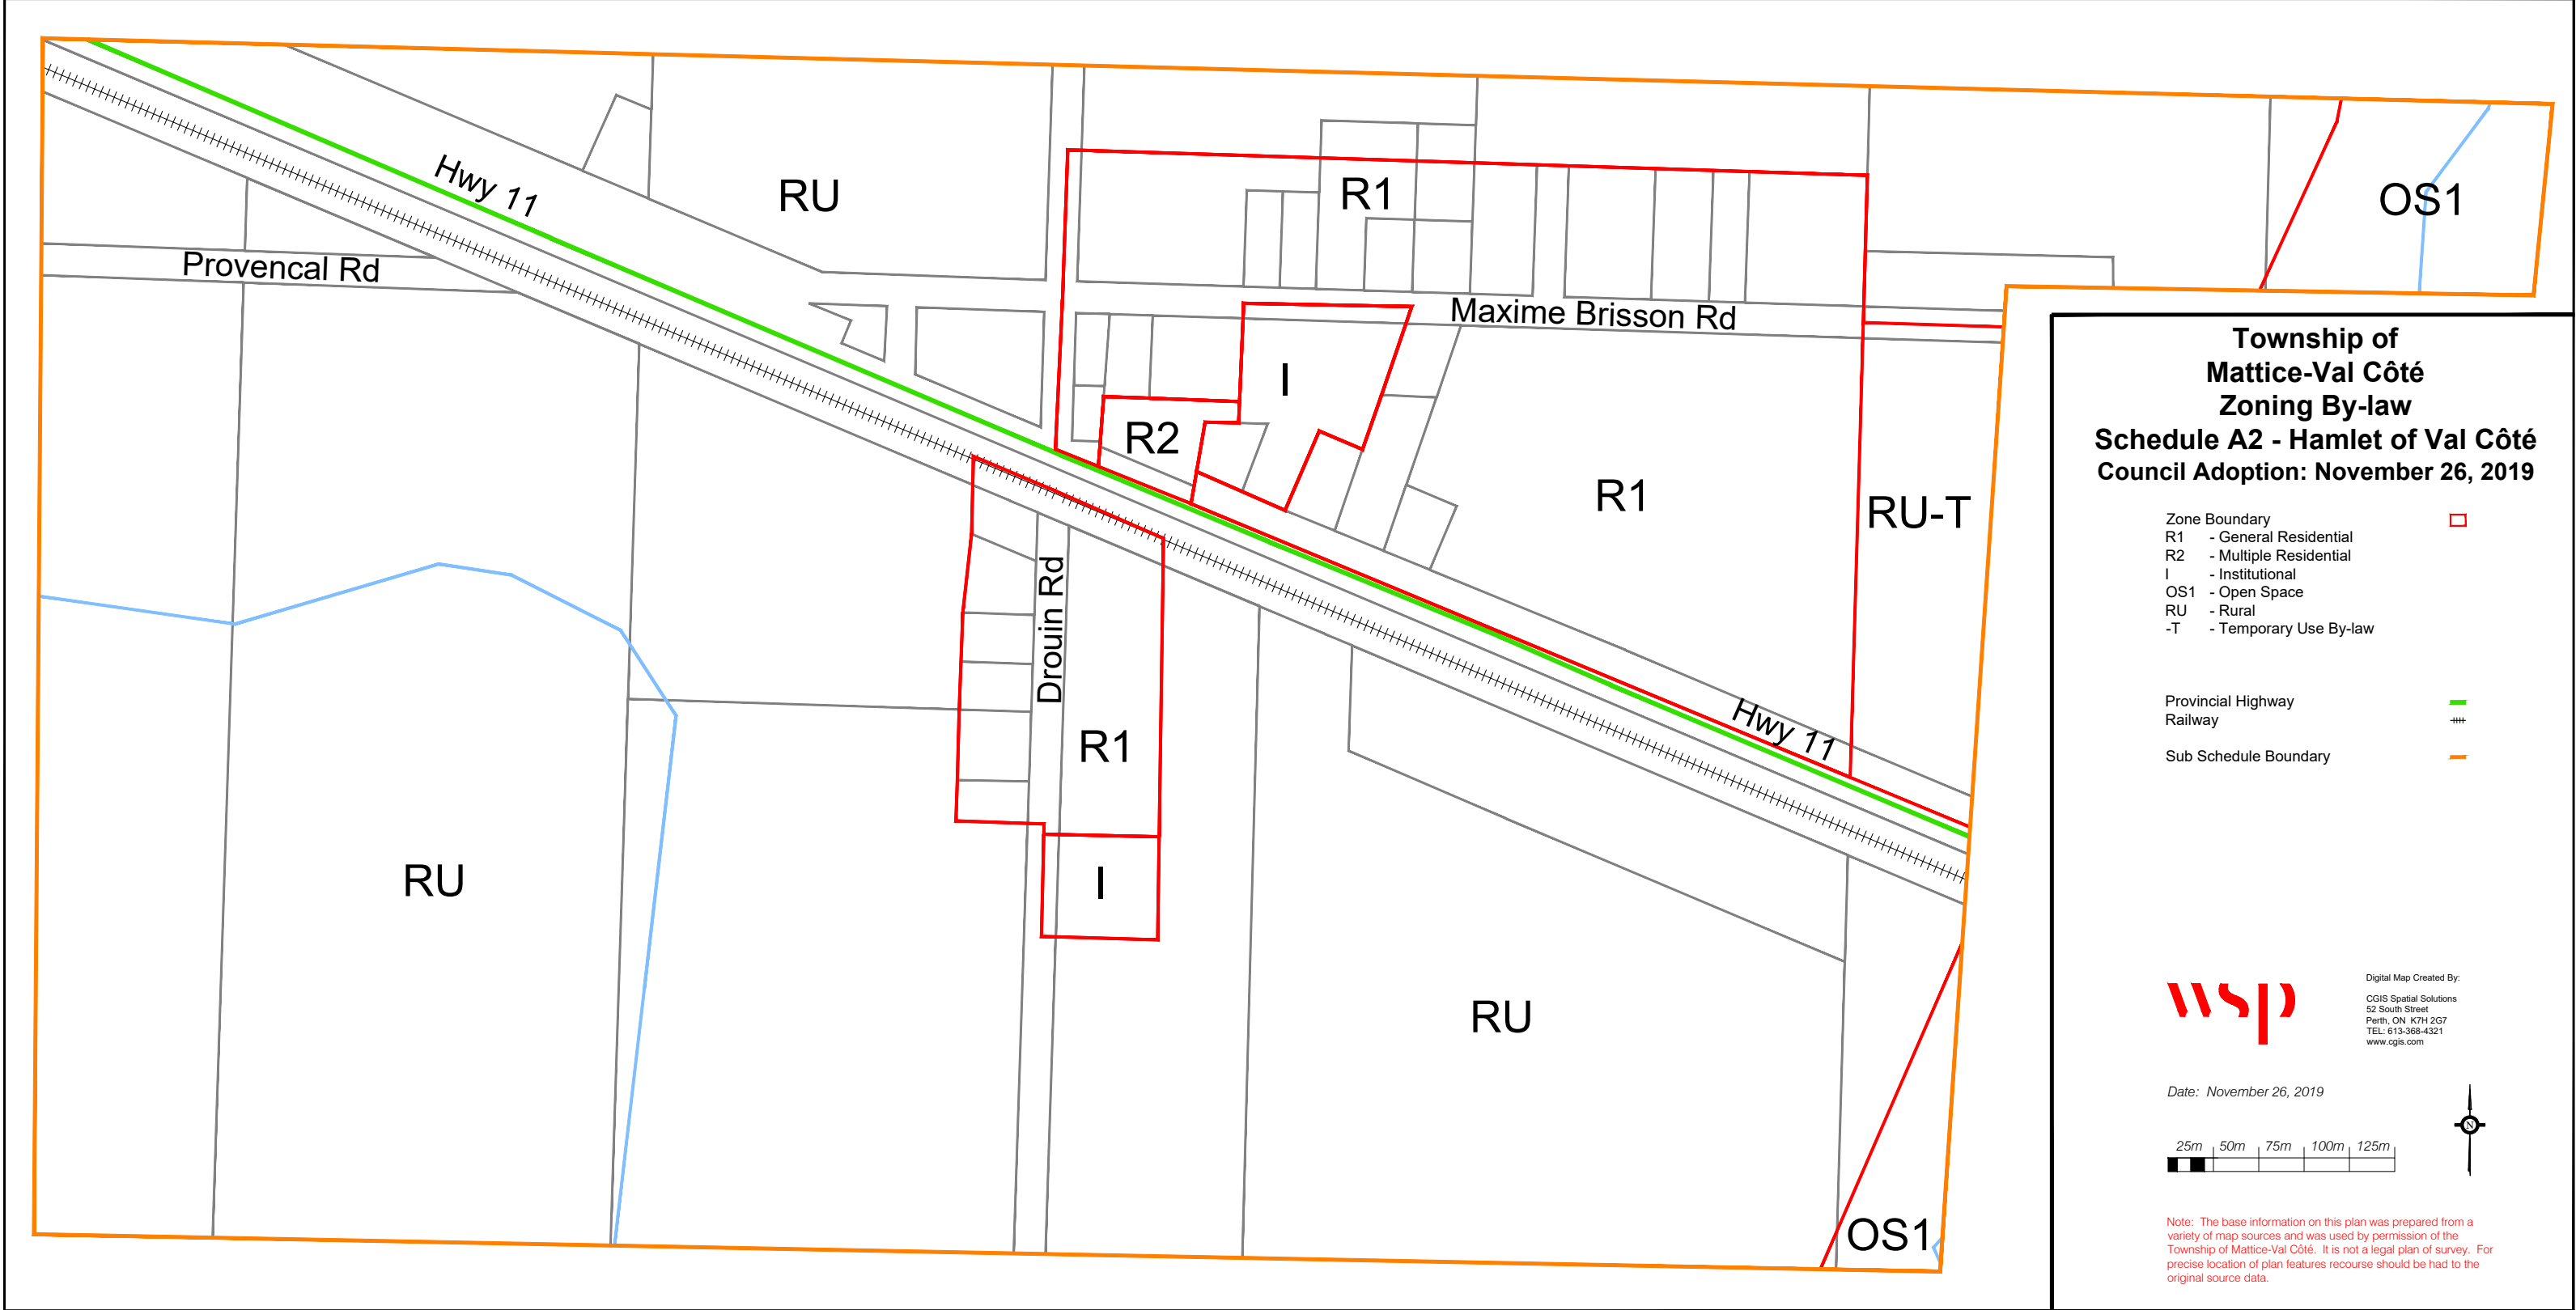 Hwy 11
RU
R1
OS1
Provencal Rd
Maxime Brisson Rd
I
R2
R1
RU-T
Drouin Rd
R1
Hwy 11
RU
I
RU
OS1
Township of
Mattice-Val Côté
Zoning By-law
Schedule A2 - Hamlet of Val Côté
Council Adoption: November 26, 2019
Zone Boundary
R1 - General Residential
R2 - Multiple Residential
I - Institutional
OS1 - Open Space
RU - Rural
-T - Temporary Use By-law
Provincial Highway
Railway
Sub Schedule Boundary
wsp
Digital Map Created By:
CGIS Spatial Solutions
52 South Street
Perth, ON K7H 2G7
TEL: 613-368-4321
www.cgis.com
Date: November 26, 2019
N
25m 50m 75m 100m 125m
Note: The base information on this plan was prepared from a
variety of map sources and was used by permission of the
Township of Mattice-Val Côté. It is not a legal plan of survey. For
precise location of plan features recourse should be had to the
original source data.